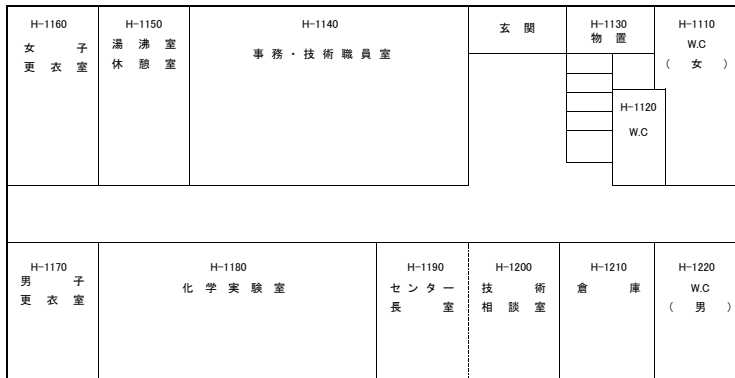 H-1160
女子
更衣室
H-1150
湯沸室
休憩室
H-1140
事務・技術職員室
玄関
H-1130
物置
H-1110
W.C
(女)
H-1120
W.C
H-1170
男子
更衣室
H-1180
化学実験室
H-1190
センター
長室
H-1200
技術
相談室
H-1210
倉庫
H-1220
W.C
(男)